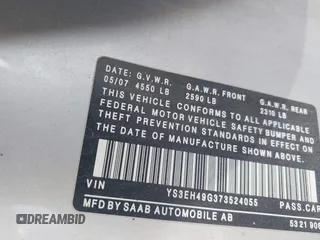 DATE: G.V.W.R. G.A.W.R. FRONT G.A.W.R. REAR
05/07 4550 LB 2590 LB 2310 LB
THIS VEHICLE CONFORMS TO ALL APPLICABLE
FEDERAL MOTOR VEHICLE SAFETY BUMPER AND
THEFT PREVENTION STANDARDS IN EFFECT ON
THE DATE OF MANUFACTURE SHOWN ABOVE.
VIN YS3EH49G373524055 PASS.CAR
MFD BY SAAB AUTOMOBILE AB 5321 908